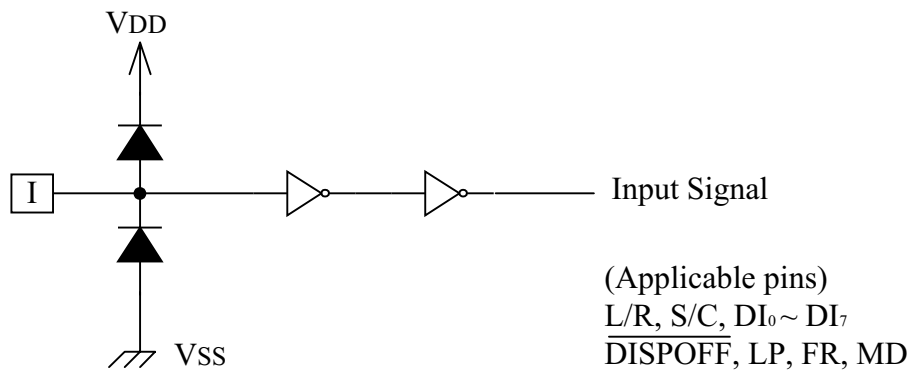 VDD
I
Input Signal
(Applicable pins)
L/R, S/C, DI₀ ~ DI₇
DISPOFF, LP, FR, MD
VSS